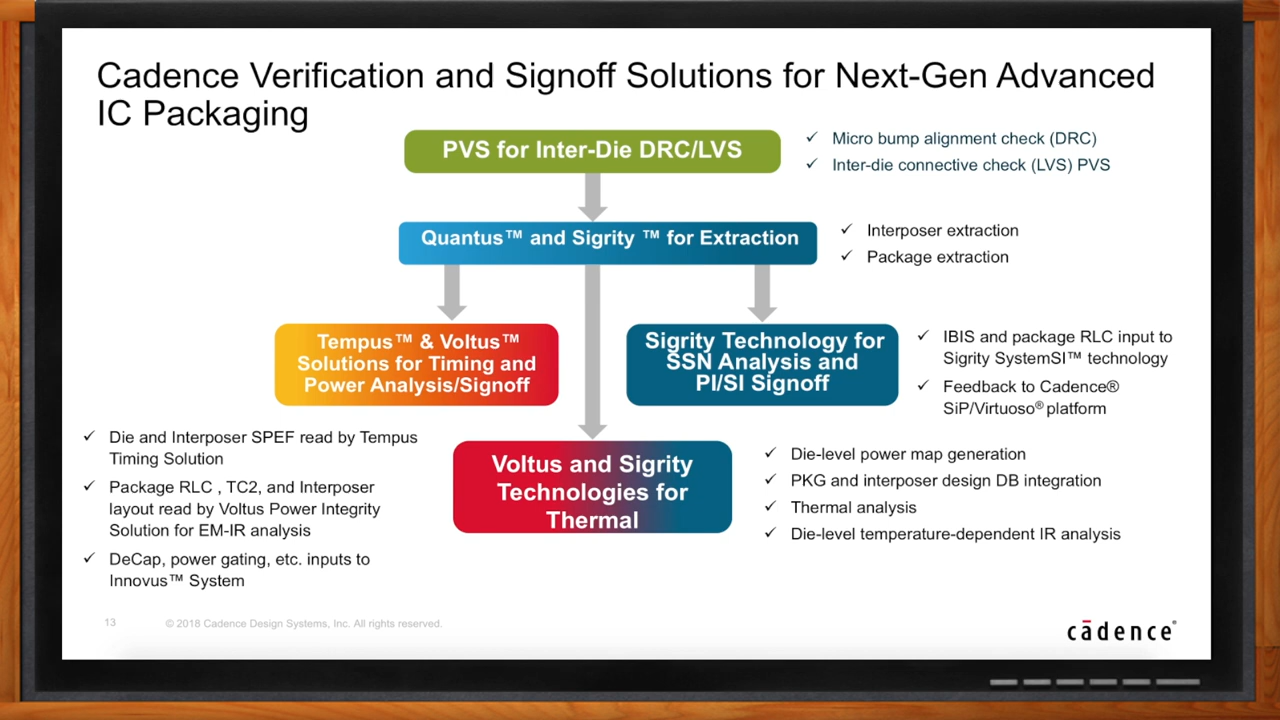 Cadence Verification and Signoff Solutions for Next-Gen Advanced
IC Packaging
PVS for Inter-Die DRC/LVS
✓ Micro bump alignment check (DRC)
✓ Inter-die connective check (LVS) PVS
Quantus™ and Sigrity ™ for Extraction
✓ Interposer extraction
✓ Package extraction
Tempus™ & Voltus™
Solutions for Timing and
Power Analysis/Signoff
Sigrity Technology for
SSN Analysis and
PI/SI Signoff
✓ IBIS and package RLC input to
Sigrity SystemSI™ technology
✓ Feedback to Cadence®
SiP/Virtuoso® platform
✓ Die and Interposer SPEF read by Tempus
Timing Solution
✓ Package RLC , TC2, and Interposer
layout read by Voltus Power Integrity
Solution for EM-IR analysis
✓ DeCap, power gating, etc. inputs to
Innovus™ System
Voltus and Sigrity
Technologies for
Thermal
✓ Die-level power map generation
✓ PKG and interposer design DB integration
✓ Thermal analysis
✓ Die-level temperature-dependent IR analysis
13 © 2018 Cadence Design Systems, Inc. All rights reserved.
cādence®